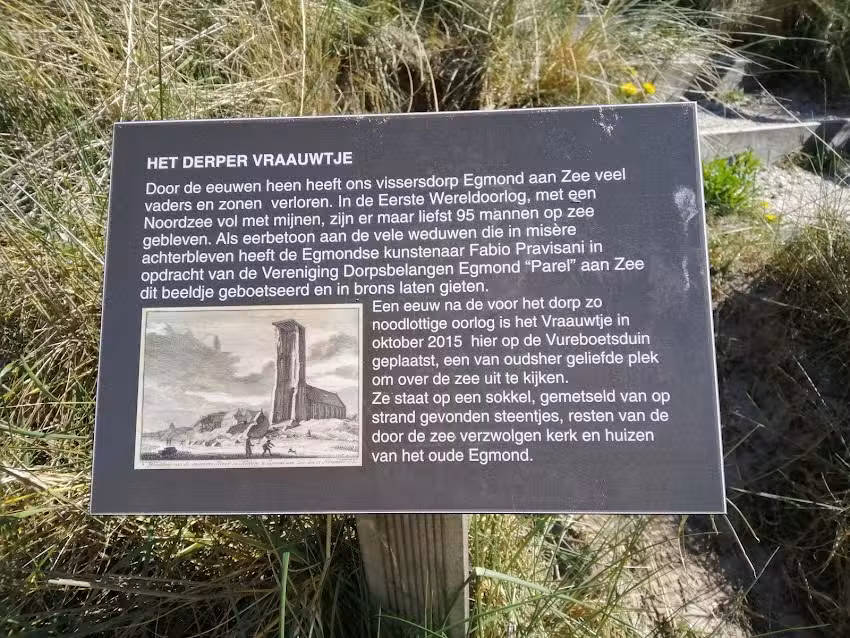 HET DERPER VRAAUWTJE
Door de eeuwen heen heeft ons vissersdorp Egmond aan Zee veel
vaders en zonen verloren. In de Eerste Wereldoorlog, met een
Noordzee vol met mijnen, zijn er maar liefst 95 mannen op zee
gebleven. Als eerbetoon aan de vele weduwen die in misère
achterbleven heeft de Egmondse kunstenaar Fabio Pravisani in
opdracht van de Vereniging Dorpsbelangen Egmond “Parel” aan Zee
dit beeldje geboetseerd en in brons laten gieten.
Een eeuw na de voor het dorp zo
noodlottige oorlog is het Vraauwtje in
oktober 2015 hier op de Vureboetsduin
geplaatst, een van oudsher geliefde plek
om over de zee uit te kijken.
Ze staat op een sokkel, gemetseld van op
strand gevonden steentjes, resten van de
door de zee verzwolgen kerk en huizen
van het oude Egmond.